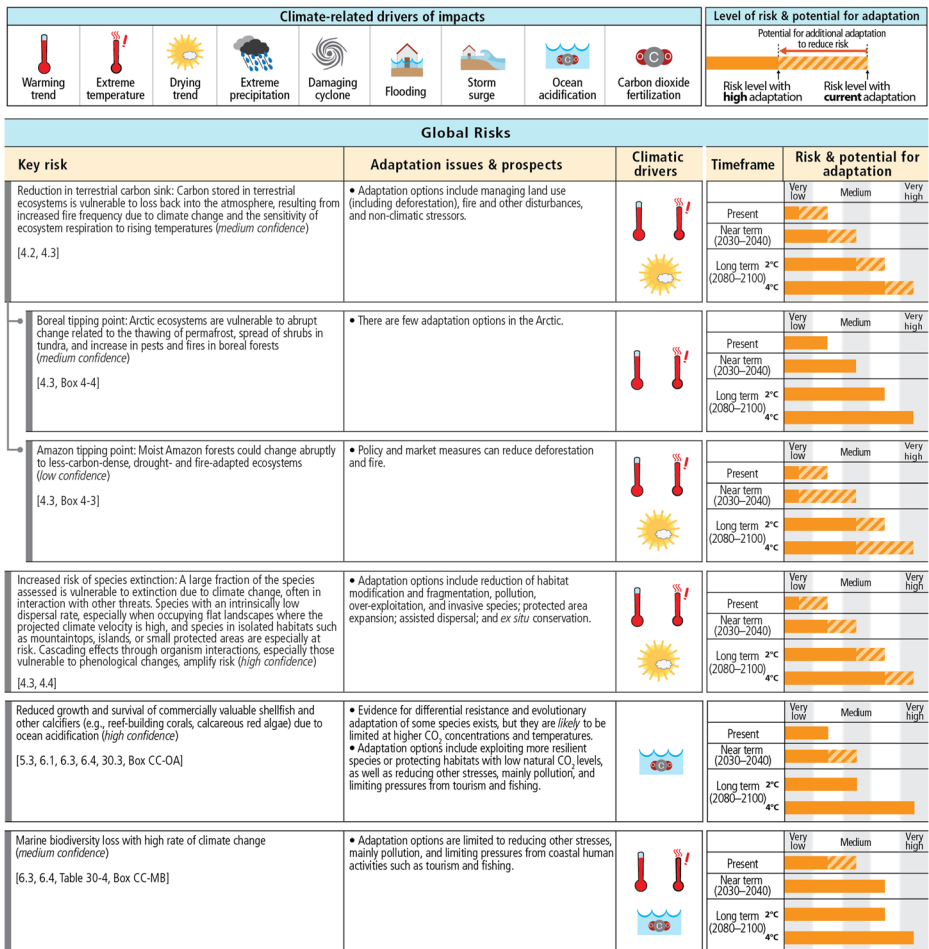 Climate-related drivers of impacts
Warming trend
Extreme temperature
Drying trend
Extreme precipitation
Damaging cyclone
Flooding
Storm surge
Ocean acidification
Carbon dioxide fertilization
Level of risk & potential for adaptation
Potential for additional adaptation
to reduce risk
Risk level with high adaptation
Risk level with current adaptation
Global Risks
Key risk
Adaptation issues & prospects
Climatic drivers
Timeframe
Risk & potential for adaptation
Reduction in terrestrial carbon sink: Carbon stored in terrestrial
ecosystems is vulnerable to loss back into the atmosphere, resulting from
increased fire frequency due to climate change and the sensitivity of
ecosystem respiration to rising temperatures (medium confidence)
[4.2, 4.3]
• Adaptation options include managing land use
(including deforestation), fire and other disturbances,
and non-climatic stressors.
Very low
Medium
Very high
Present
Near term
(2030–2040)
Long term 2°C
(2080–2100)
4°C
Boreal tipping point: Arctic ecosystems are vulnerable to abrupt
change related to the thawing of permafrost, spread of shrubs in
tundra, and increase in pests and fires in boreal forests
(medium confidence)
[4.3, Box 4-4]
• There are few adaptation options in the Arctic.
Very low
Medium
Very high
Present
Near term
(2030–2040)
Long term 2°C
(2080–2100)
4°C
Amazon tipping point: Moist Amazon forests could change abruptly
to less-carbon-dense, drought- and fire-adapted ecosystems
(low confidence)
[4.3, Box 4-3]
• Policy and market measures can reduce deforestation
and fire.
Very low
Medium
Very high
Present
Near term
(2030–2040)
Long term 2°C
(2080–2100)
4°C
Increased risk of species extinction: A large fraction of the species
assessed is vulnerable to extinction due to climate change, often in
interaction with other threats. Species with an intrinsically low
dispersal rate, especially when occupying flat landscapes where the
projected climate velocity is high, and species in isolated habitats such
as mountaintops, islands, or small protected areas are especially at
risk. Cascading effects through organism interactions, especially those
vulnerable to phenological changes, amplify risk (high confidence)
[4.3, 4.4]
• Adaptation options include reduction of habitat
modification and fragmentation, pollution,
over-exploitation, and invasive species; protected area
expansion; assisted dispersal; and ex situ conservation.
Very low
Medium
Very high
Present
Near term
(2030–2040)
Long term 2°C
(2080–2100)
4°C
Reduced growth and survival of commercially valuable shellfish and
other calcifiers (e.g., reef-building corals, calcareous red algae) due to
ocean acidification (high confidence)
[5.3, 6.1, 6.3, 6.4, 30.3, Box CC-OA]
• Evidence for differential resistance and evolutionary
adaptation of some species exists, but they are likely to be
limited at higher CO2 concentrations and temperatures.
• Adaptation options include exploiting more resilient
species or protecting habitats with low natural CO2 levels,
as well as reducing other stresses, mainly pollution, and
limiting pressures from tourism and fishing.
Very low
Medium
Very high
Present
Near term
(2030–2040)
Long term 2°C
(2080–2100)
4°C
Marine biodiversity loss with high rate of climate change
(medium confidence)
[6.3, 6.4, Table 30-4, Box CC-MB]
• Adaptation options are limited to reducing other stresses,
mainly pollution, and limiting pressures from coastal human
activities such as tourism and fishing.
Very low
Medium
Very high
Present
Near term
(2030–2040)
Long term 2°C
(2080–2100)
4°C